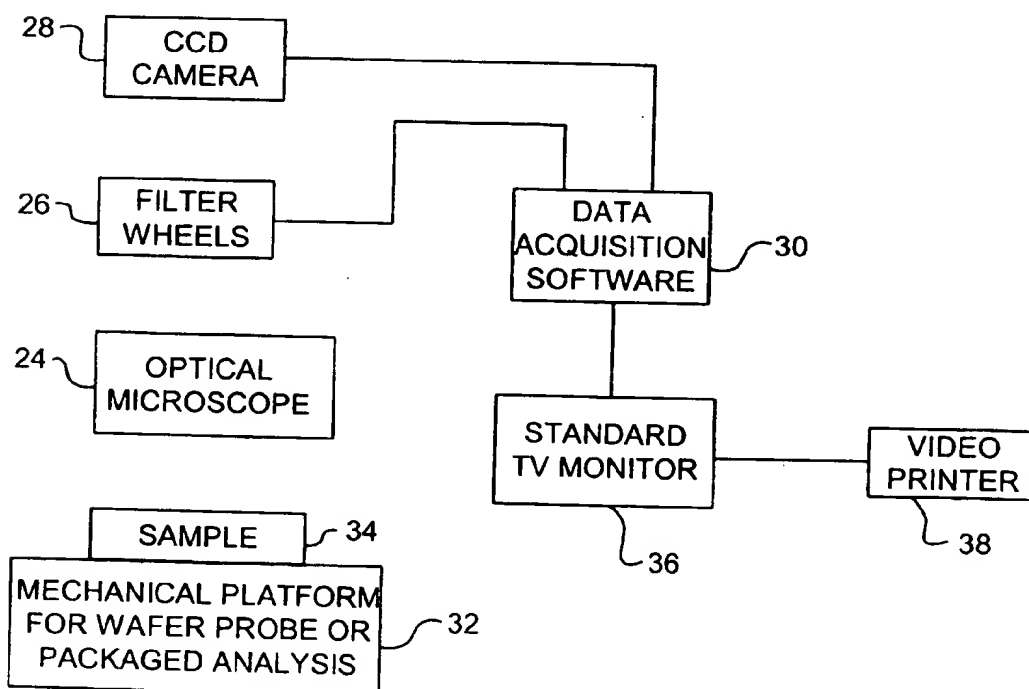 28
CCD
CAMERA
26
FILTER
WHEELS
DATA
ACQUISITION
SOFTWARE
30
24
OPTICAL
MICROSCOPE
STANDARD
TV MONITOR
36
VIDEO
PRINTER
38
SAMPLE
34
MECHANICAL PLATFORM
FOR WAFER PROBE OR
PACKAGED ANALYSIS
32